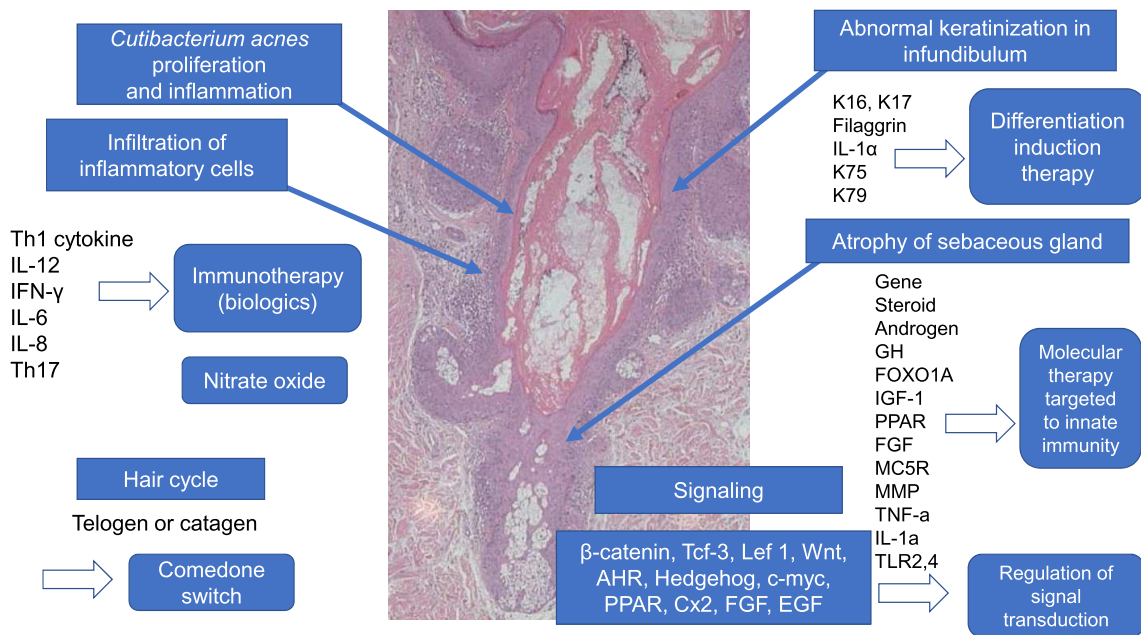 Cutibacterium acnes
proliferation
and inflammation
Infiltration of
inflammatory cells
Th1 cytokine
IL-12
IFN-γ
IL-6
IL-8
Th17
Immunotherapy
(biologics)
Nitrate oxide
Hair cycle
Telogen or catagen
Comedone
switch
Abnormal keratinization in
infundibulum
K16, K17
Filaggrin
IL-1α
K75
K79
Differentiation
induction
therapy
Atrophy of sebaceous gland
Gene
Steroid
Androgen
GH
FOXO1A
IGF-1
PPAR
FGF
MC5R
MMP
TNF-a
IL-1a
TLR2,4
Molecular
therapy
targeted
to innate
immunity
Signaling
β-catenin, Tcf-3, Lef 1, Wnt,
AHR, Hedgehog, c-myc,
PPAR, Cx2, FGF, EGF
Regulation of
signal
transduction